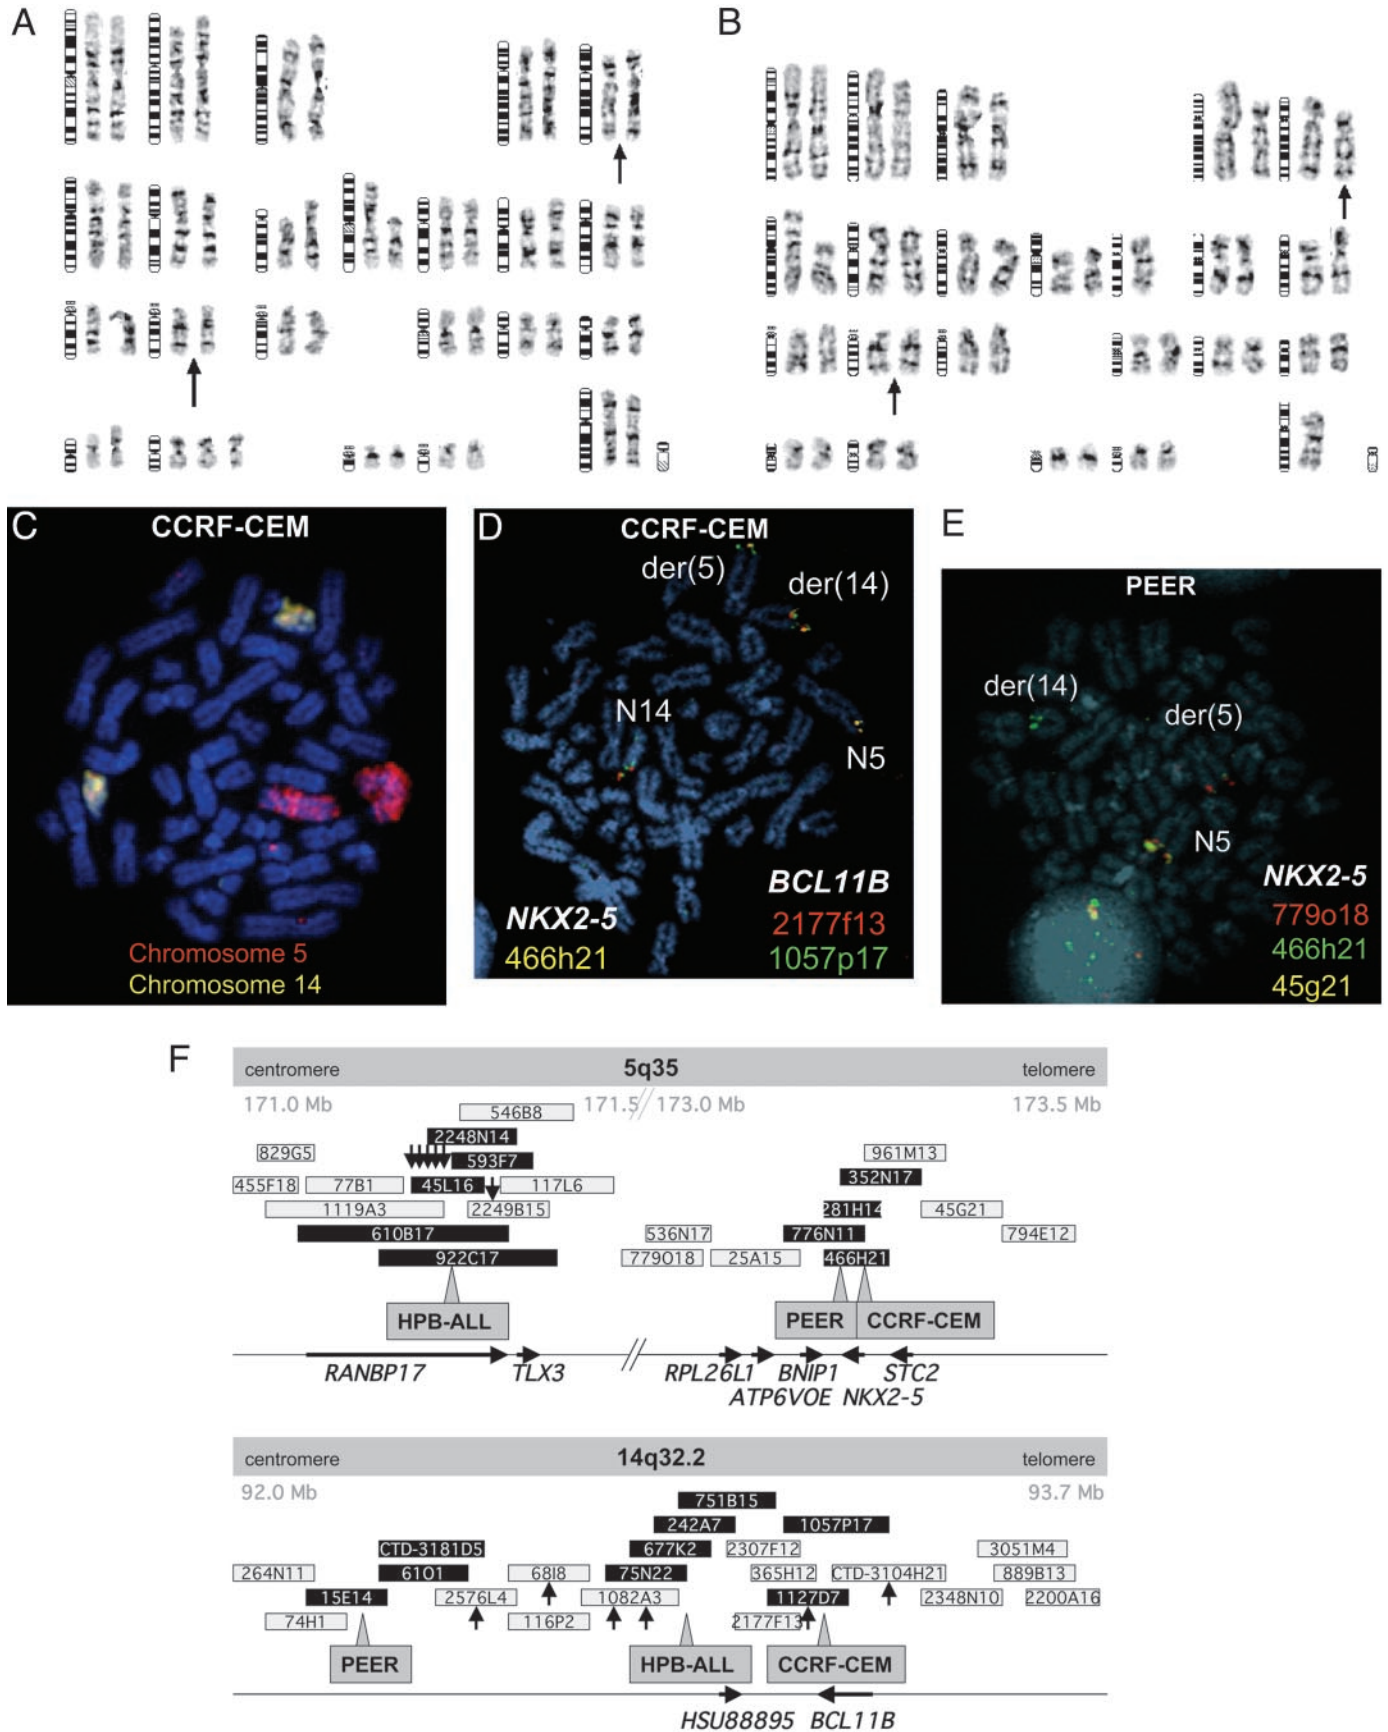 A
B
C
CCRF-CEM
Chromosome 5
Chromosome 14
D
CCRF-CEM
der(5)
der(14)
N14
N5
BCL11B
NKX2-5
2177f13
466h21
1057p17
E
PEER
der(14)
der(5)
N5
NKX2-5
779o18
466h21
45g21
F
centromere 5q35 telomere
171.0 Mb 171.5 // 173.0 Mb 173.5 Mb
546B8
2248N14
829G5 593F7 961M13
352N17
455F18 77B1 45L16 117L6
1119A3 2249B15 281H14 45G21
610B17 536N17 776N11 794E12
922C17 779O18 25A15 466H21
HPB-ALL PEER CCRF-CEM
RANBP17 TLX3 RPL26L1 BNIP1 STC2
ATP6VOE NKX2-5
centromere 14q32.2 telomere
92.0 Mb 93.7 Mb
751B15
242A7 1057P17
CTD-3181D5 677K2 2307F12 3051M4
264N11 61O1 68I8 75N22 365H12 CTD-3104H21 889B13
15E14 2576L4 1082A3 1127D7 2348N10 2200A16
74H1 116P2 2177F13
PEER HPB-ALL CCRF-CEM
HSU88895 BCL11B